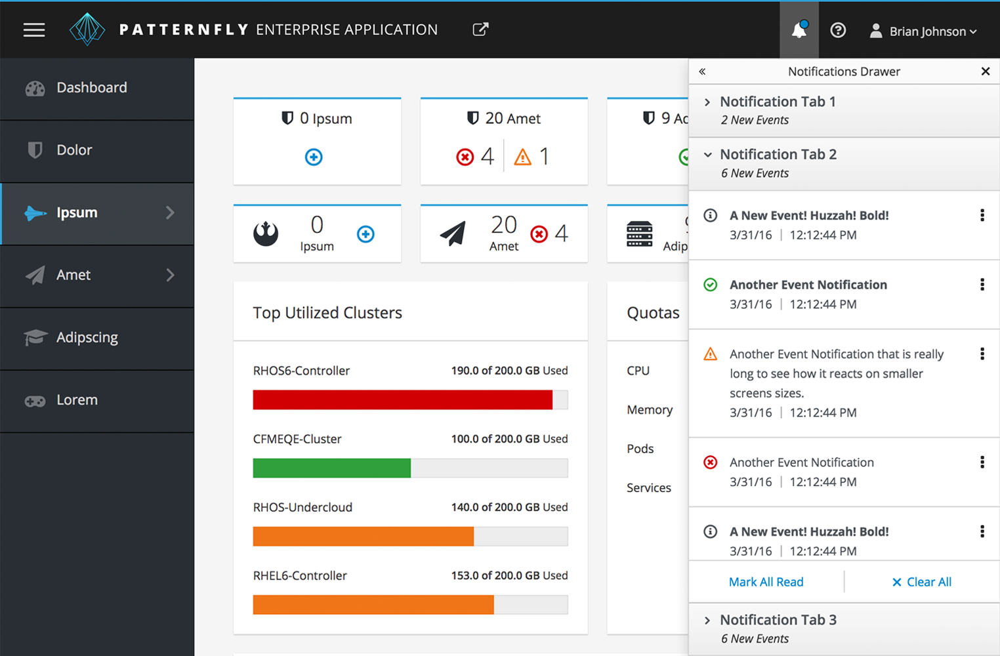 PATTERNFLY ENTERPRISE APPLICATION
Brian Johnson
Dashboard
Dolor
Ipsum
Amet
Adipscing
Lorem
0 Ipsum
20 Amet
4 | 1
9 Ad
0
Ipsum
20
Amet
4
Adip
Top Utilized Clusters
RHOS6-Controller 190.0 of 200.0 GB Used
CFMEQE-Cluster 100.0 of 200.0 GB Used
RHOS-Undercloud 140.0 of 200.0 GB Used
RHEL6-Controller 153.0 of 200.0 GB Used
Quotas
CPU
Memory
Pods
Services
Notifications Drawer
Notification Tab 1
2 New Events
Notification Tab 2
6 New Events
A New Event! Huzzah! Bold!
3/31/16 | 12:12:44 PM
Another Event Notification
3/31/16 | 12:12:44 PM
Another Event Notification that is really
long to see how it reacts on smaller
screens sizes.
3/31/16 | 12:12:44 PM
Another Event Notification
3/31/16 | 12:12:44 PM
A New Event! Huzzah! Bold!
3/31/16 | 12:12:44 PM
Mark All Read
Clear All
Notification Tab 3
6 New Events